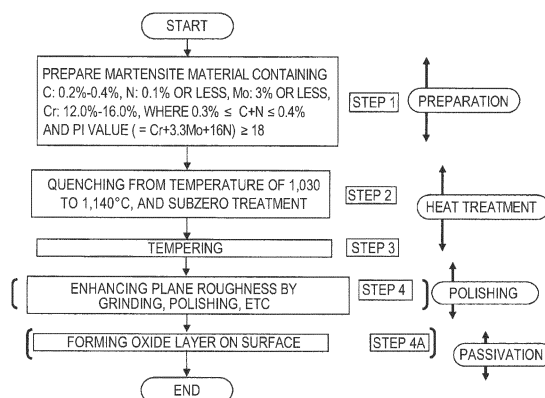 START
PREPARE MARTENSITE MATERIAL CONTAINING
C: 0.2%-0.4%, N: 0.1% OR LESS, Mo: 3% OR LESS,
Cr: 12.0%-16.0%, WHERE 0.3% ≤ C+N ≤ 0.4%
AND PI VALUE ( = Cr+3.3Mo+16N) ≥ 18
STEP 1
PREPARATION
QUENCHING FROM TEMPERATURE OF 1,030
TO 1,140°C, AND SUBZERO TREATMENT
STEP 2
HEAT TREATMENT
TEMPERING
STEP 3
ENHANCING PLANE ROUGHNESS BY
GRINDING, POLISHING, ETC
STEP 4
POLISHING
FORMING OXIDE LAYER ON SURFACE
STEP 4A
PASSIVATION
END